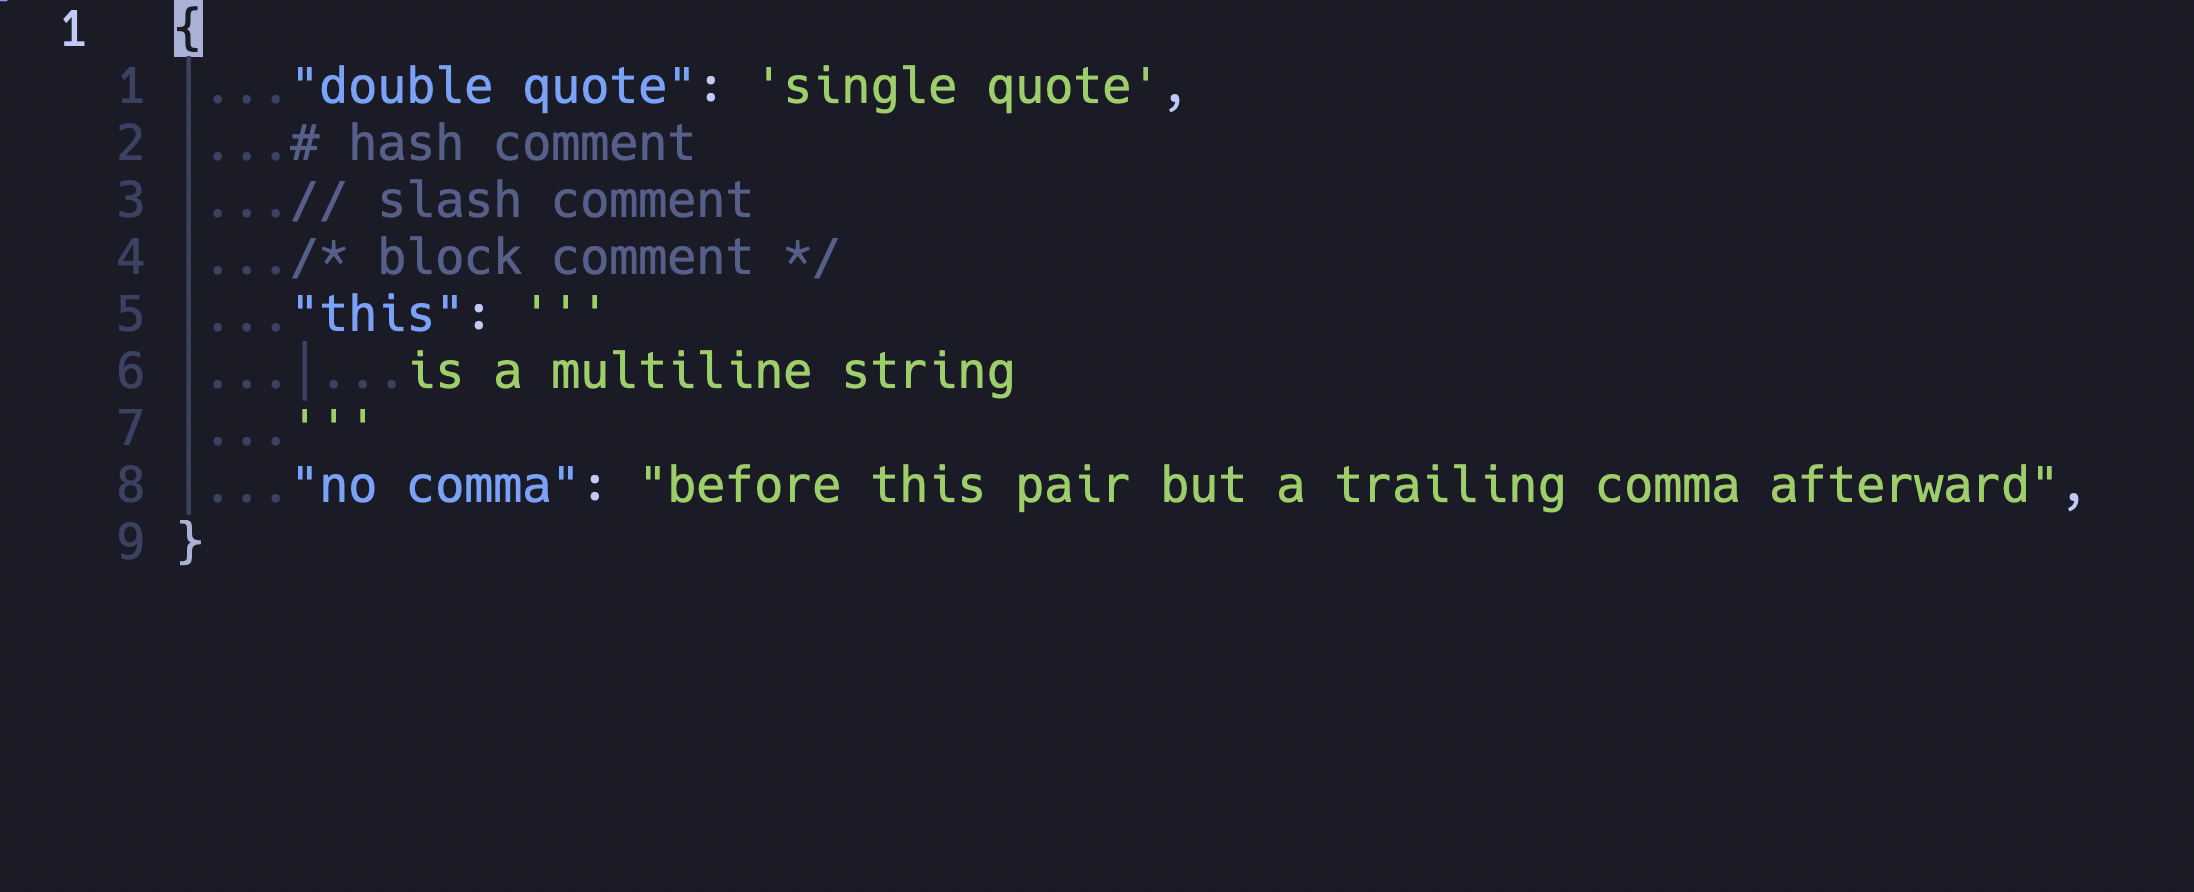 1 {
1 ..."double quote": 'single quote',
2 ...# hash comment
3 ...// slash comment
4 .../* block comment */
5 ..."this": '''
6 ...|...is a multiline string
7 ...'''
8 ..."no comma": "before this pair but a trailing comma afterward",
9 }